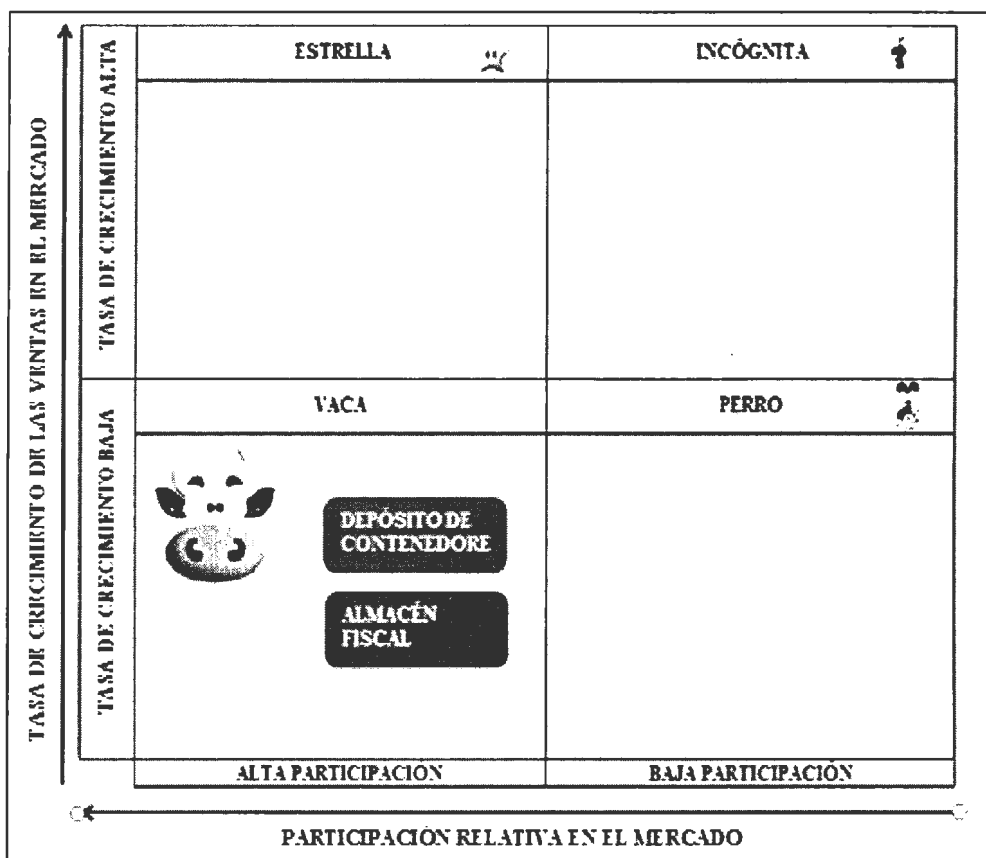 ESTRELLA
INCÓGNITA
TASA DE CRECIMIENTO ALTA
TASA DE CRECIMIENTO DE LAS VENTAS EN EL MERCADO
VACA
PERRO
TASA DE CRECIMIENTO BAJA
DEPÓSITO DE
CONTENEDORE
ALMACÉN
FISCAL
ALTA PARTICIPACIÓN
BAJA PARTICIPACIÓN
PARTICIPACIÓN RELATIVA EN EL MERCADO